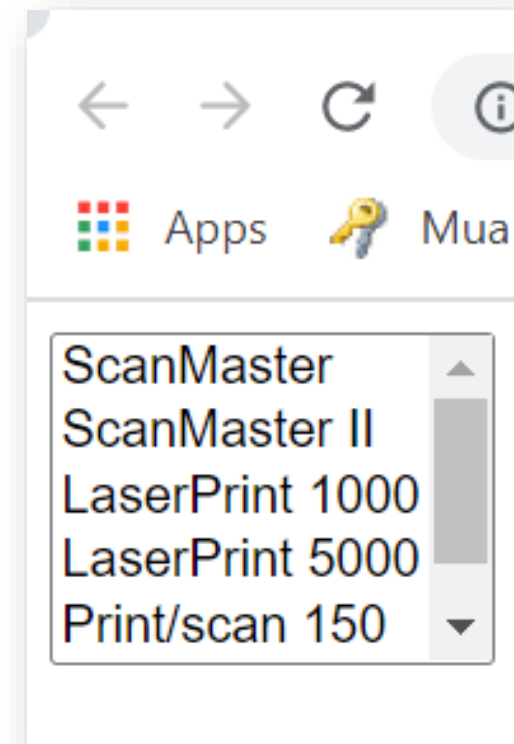 Apps Mua
ScanMaster
ScanMaster II
LaserPrint 1000
LaserPrint 5000
Print/scan 150